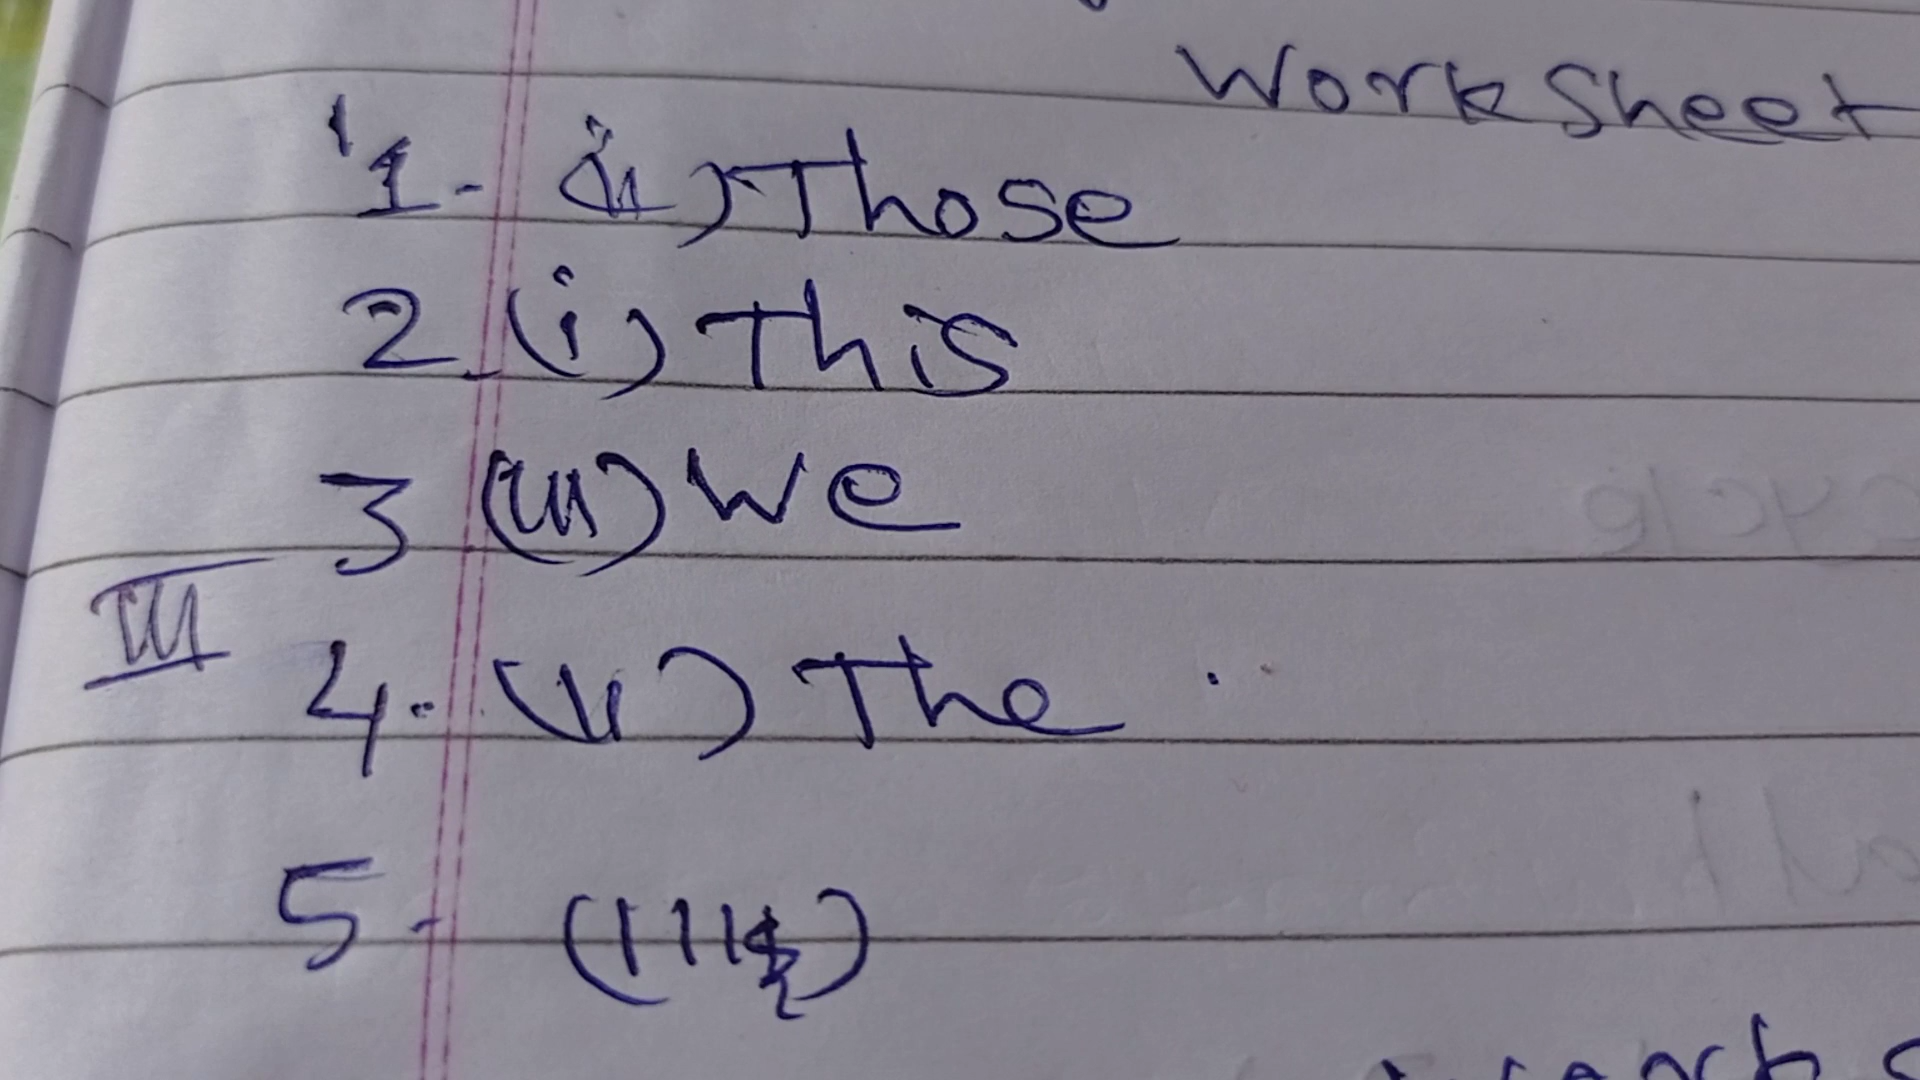 WorkSheet
1- (ii) Those
2. (i) This
3 (iii) We
III
4. (ii) The
5- (iii)